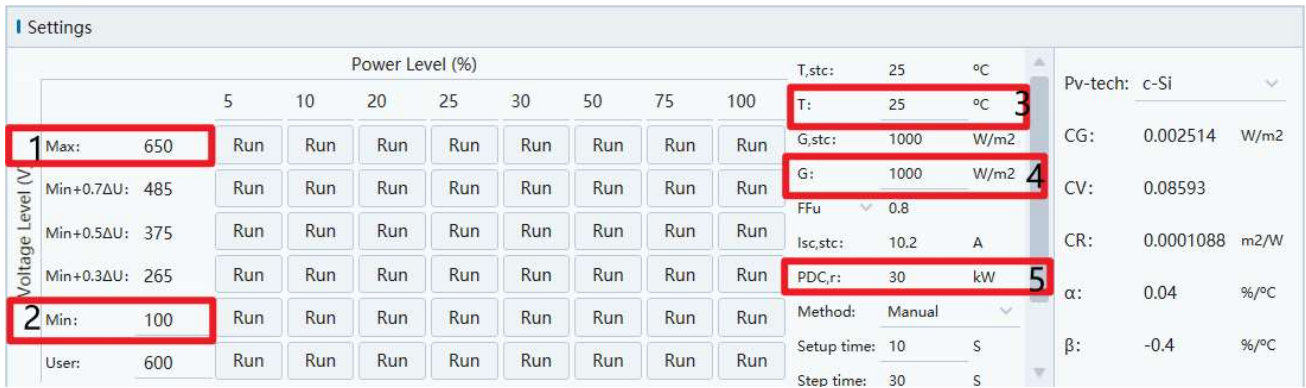 Settings
Power Level (%)
5 10 20 25 30 50 75 100
Voltage Level (V)
1 Max: 650 Run Run Run Run Run Run Run Run
Min+0.7ΔU: 485 Run Run Run Run Run Run Run Run
Min+0.5ΔU: 375 Run Run Run Run Run Run Run Run
Min+0.3ΔU: 265 Run Run Run Run Run Run Run Run
2 Min: 100 Run Run Run Run Run Run Run Run
User: 600 Run Run Run Run Run Run Run Run
T,stc: 25 ºC
T: 25 ºC 3
G,stc: 1000 W/m2
G: 1000 W/m2 4
FFu 0.8
Isc,stc: 10.2 A
PDC,r: 30 kW 5
Method: Manual
Setup time: 10 S
Step time: 30 S
Pv-tech: c-Si
CG: 0.002514 W/m2
CV: 0.08593
CR: 0.0001088 m2/W
α: 0.04 %/ºC
β: -0.4 %/ºC